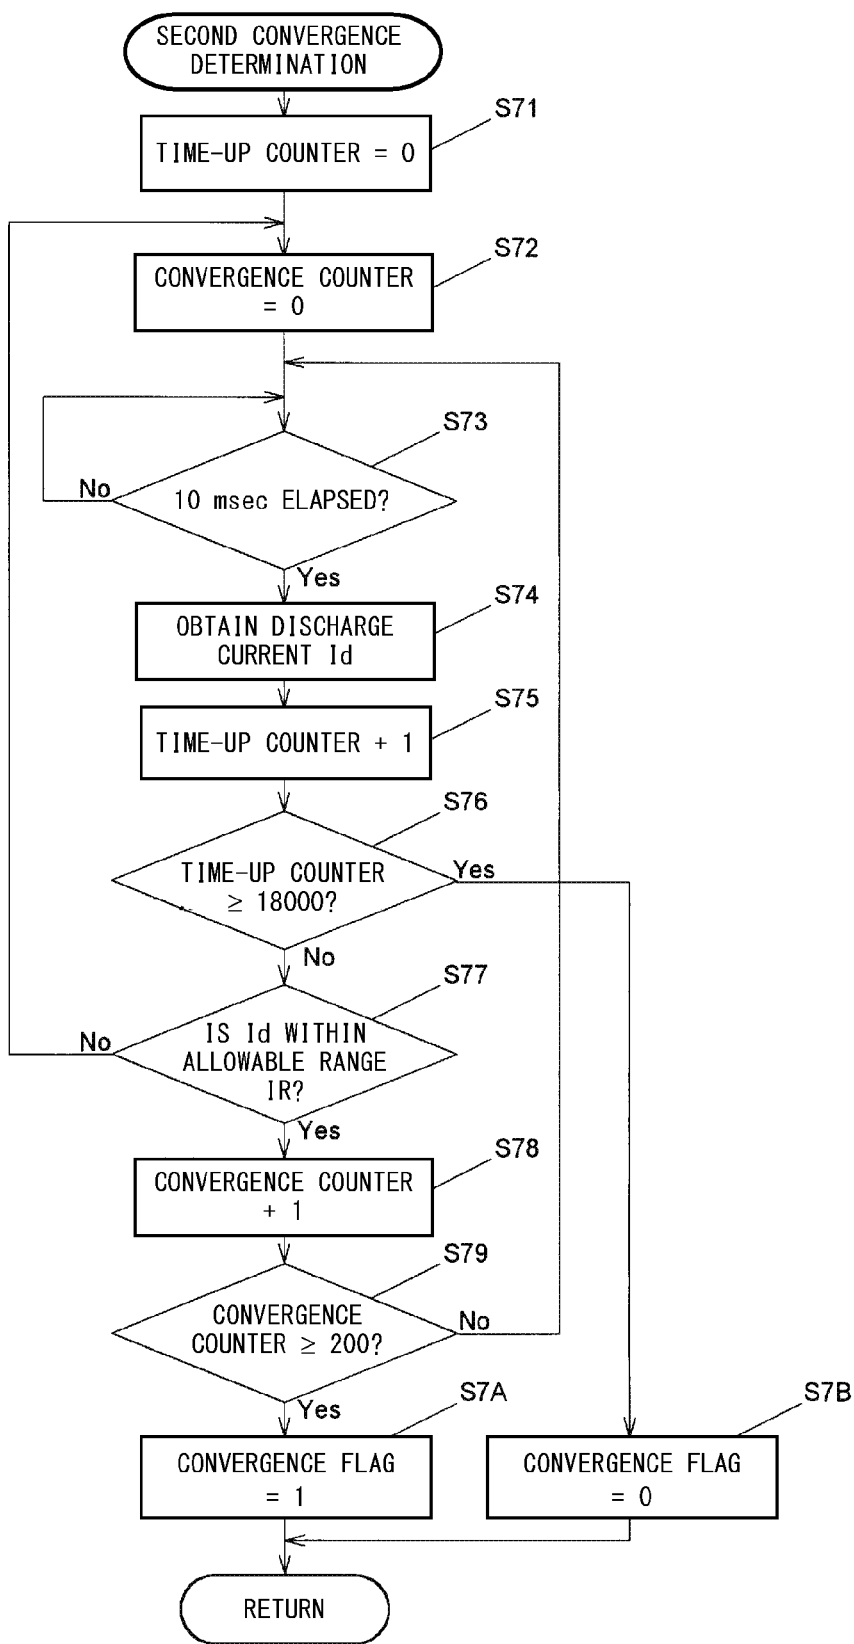 SECOND CONVERGENCE
DETERMINATION
S71
TIME-UP COUNTER = 0
S72
CONVERGENCE COUNTER
= 0
S73
No
10 msec ELAPSED?
Yes
S74
OBTAIN DISCHARGE
CURRENT Id
S75
TIME-UP COUNTER + 1
S76
TIME-UP COUNTER
≥ 18000?
Yes
No
S77
No
IS Id WITHIN
ALLOWABLE RANGE
IR?
Yes
S78
CONVERGENCE COUNTER
+ 1
S79
CONVERGENCE
COUNTER ≥ 200?
No
Yes
S7A
CONVERGENCE FLAG
= 1
S7B
CONVERGENCE FLAG
= 0
RETURN